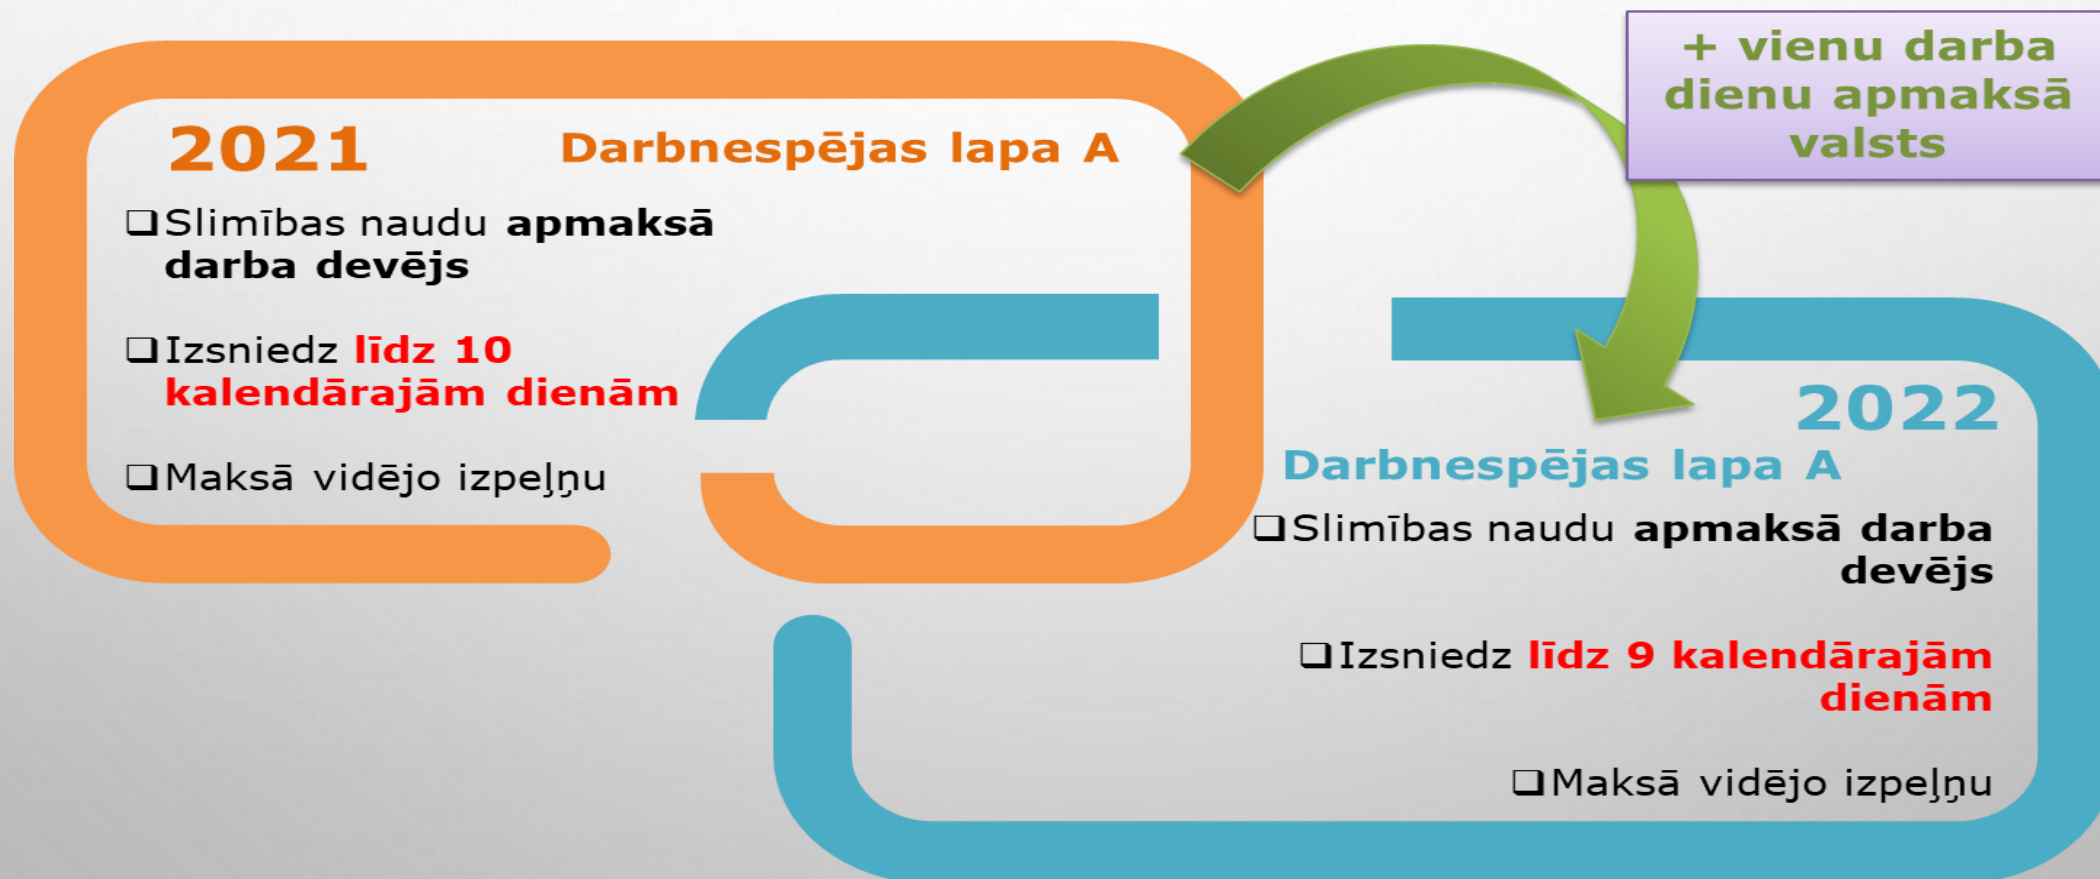 + vienu darba
dienu apmaksā
valsts
2021 Darbnespējas lapa A
❑Slimības naudu apmaksā
darba devējs
❑Izsniedz līdz 10
kalendārajām dienām
❑Maksā vidējo izpeļņu
2022
Darbnespējas lapa A
❑Slimības naudu apmaksā darba
devējs
❑Izsniedz līdz 9 kalendārajām
dienām
❑Maksā vidējo izpeļņu